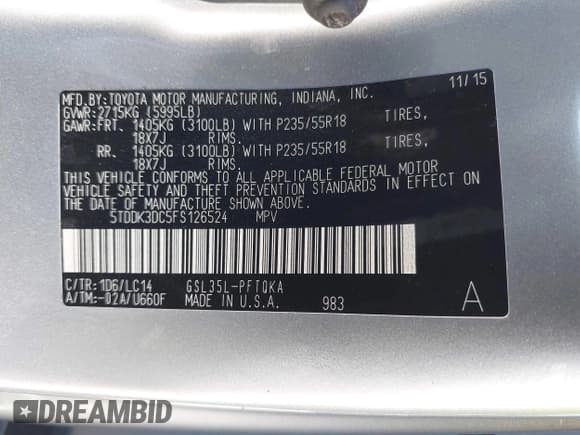 MFD.BY:TOYOTA MOTOR MANUFACTURING, INDIANA, INC. 11/15
GVWR:2715KG (5995LB)
GAWR:FRT. 1405KG (3100LB) WITH P235/55R18 TIRES,
18X7J RIMS.
RR. 1405KG (3100LB) WITH P235/55R18 TIRES,
18X7J RIMS.
THIS VEHICLE CONFORMS TO ALL APPLICABLE FEDERAL MOTOR
VEHICLE SAFETY AND THEFT PREVENTION STANDARDS IN EFFECT ON
THE DATE OF MANUFACTURE SHOWN ABOVE.
5TDDK3DC5FS126524 MPV
C/TR:1D6/LC14 GSL35L-PFTQKA
A/TM:-02A/U660F MADE IN U.S.A. 983 A
DREAMBID